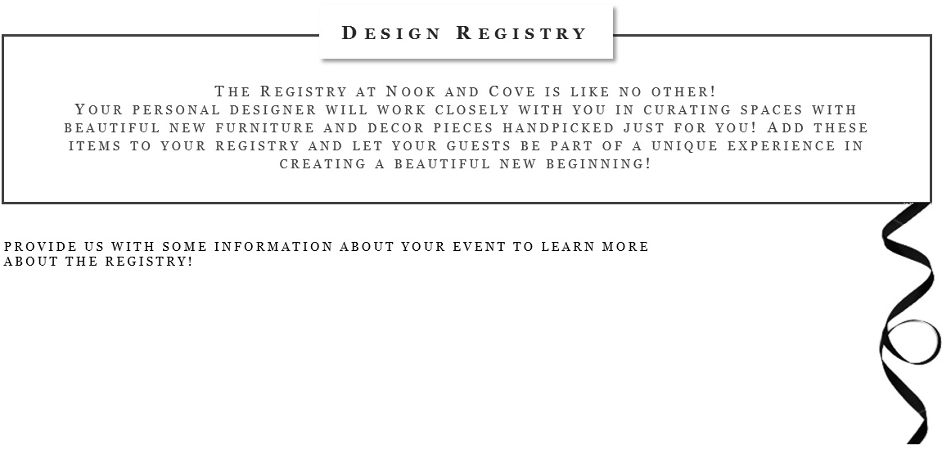 Design Registry
The Registry at Nook and Cove is like no other!
Your personal designer will work closely with you in curating spaces with
beautiful new furniture and decor pieces handpicked just for you! Add these
items to your registry and let your guests be part of a unique experience in
creating a beautiful new beginning!
PROVIDE US WITH SOME INFORMATION ABOUT YOUR EVENT TO LEARN MORE
ABOUT THE REGISTRY!